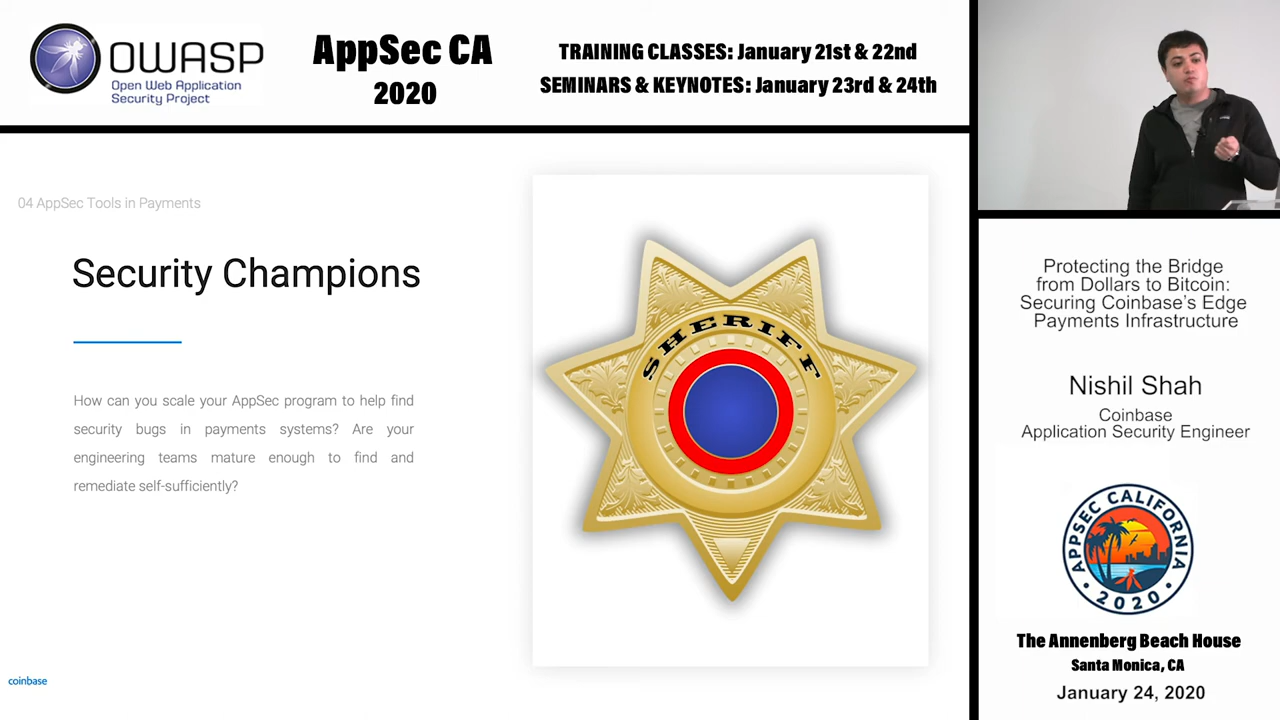 OWASP
Open Web Application
Security Project
AppSec CA
2020
TRAINING CLASSES: January 21st & 22nd
SEMINARS & KEYNOTES: January 23rd & 24th
04 AppSec Tools in Payments
Security Champions
How can you scale your AppSec program to help find
security bugs in payments systems? Are your
engineering teams mature enough to find and
remediate self-sufficiently?
SHERIFF
coinbase
Protecting the Bridge
from Dollars to Bitcoin:
Securing Coinbase's Edge
Payments Infrastructure
Nishil Shah
Coinbase
Application Security Engineer
APPSEC CALIFORNIA
• 2020 •
The Annenberg Beach House
Santa Monica, CA
January 24, 2020